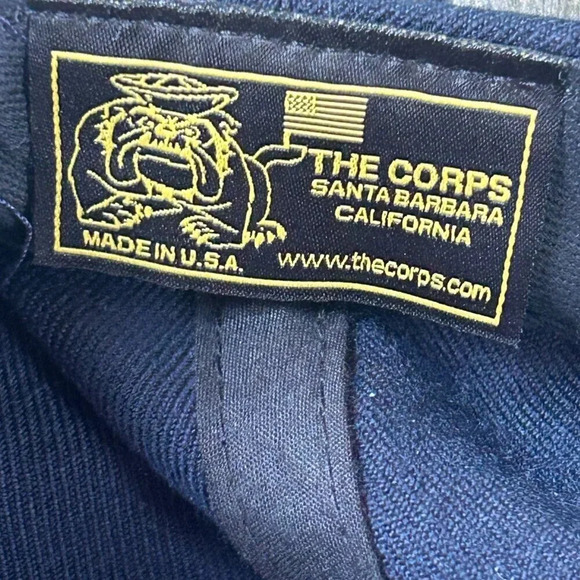 THE CORPS
SANTA BARBARA
CALIFORNIA
MADE IN U.S.A.
www.thecorps.com